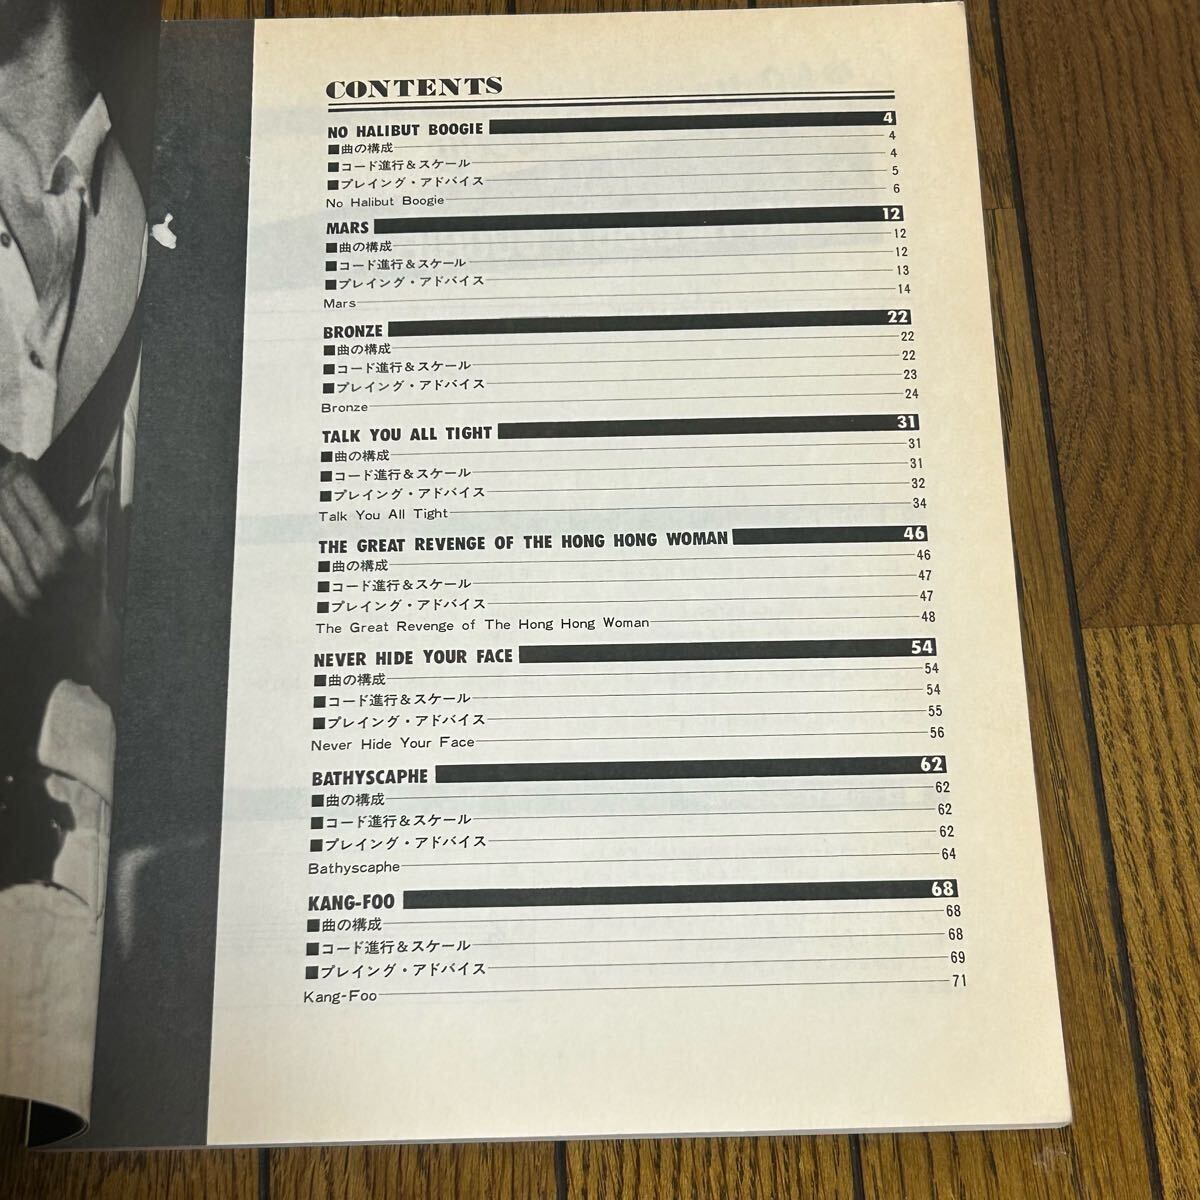 CONTENTS
NO HALIBUT BOOGIE 4
■曲の構成 4
■コード進行&スケール 4
■プレイング・アドバイス 5
No Halibut Boogie 6
MARS 12
■曲の構成 12
■コード進行&スケール 12
■プレイング・アドバイス 13
Mars 14
BRONZE 22
■曲の構成 22
■コード進行&スケール 22
■プレイング・アドバイス 23
Bronze 24
TALK YOU ALL TIGHT 31
■曲の構成 31
■コード進行&スケール 31
■プレイング・アドバイス 32
Talk You All Tight 34
THE GREAT REVENGE OF THE HONG HONG WOMAN 46
■曲の構成 46
■コード進行&スケール 47
■プレイング・アドバイス 47
The Great Revenge of The Hong Hong Woman 48
NEVER HIDE YOUR FACE 54
■曲の構成 54
■コード進行&スケール 54
■プレイング・アドバイス 55
Never Hide Your Face 56
BATHYSCAPHE 62
■曲の構成 62
■コード進行&スケール 62
■プレイング・アドバイス 62
Bathyscaphe 64
KANG-FOO 68
■曲の構成 68
■コード進行&スケール 68
■プレイング・アドバイス 69
Kang-Foo 71